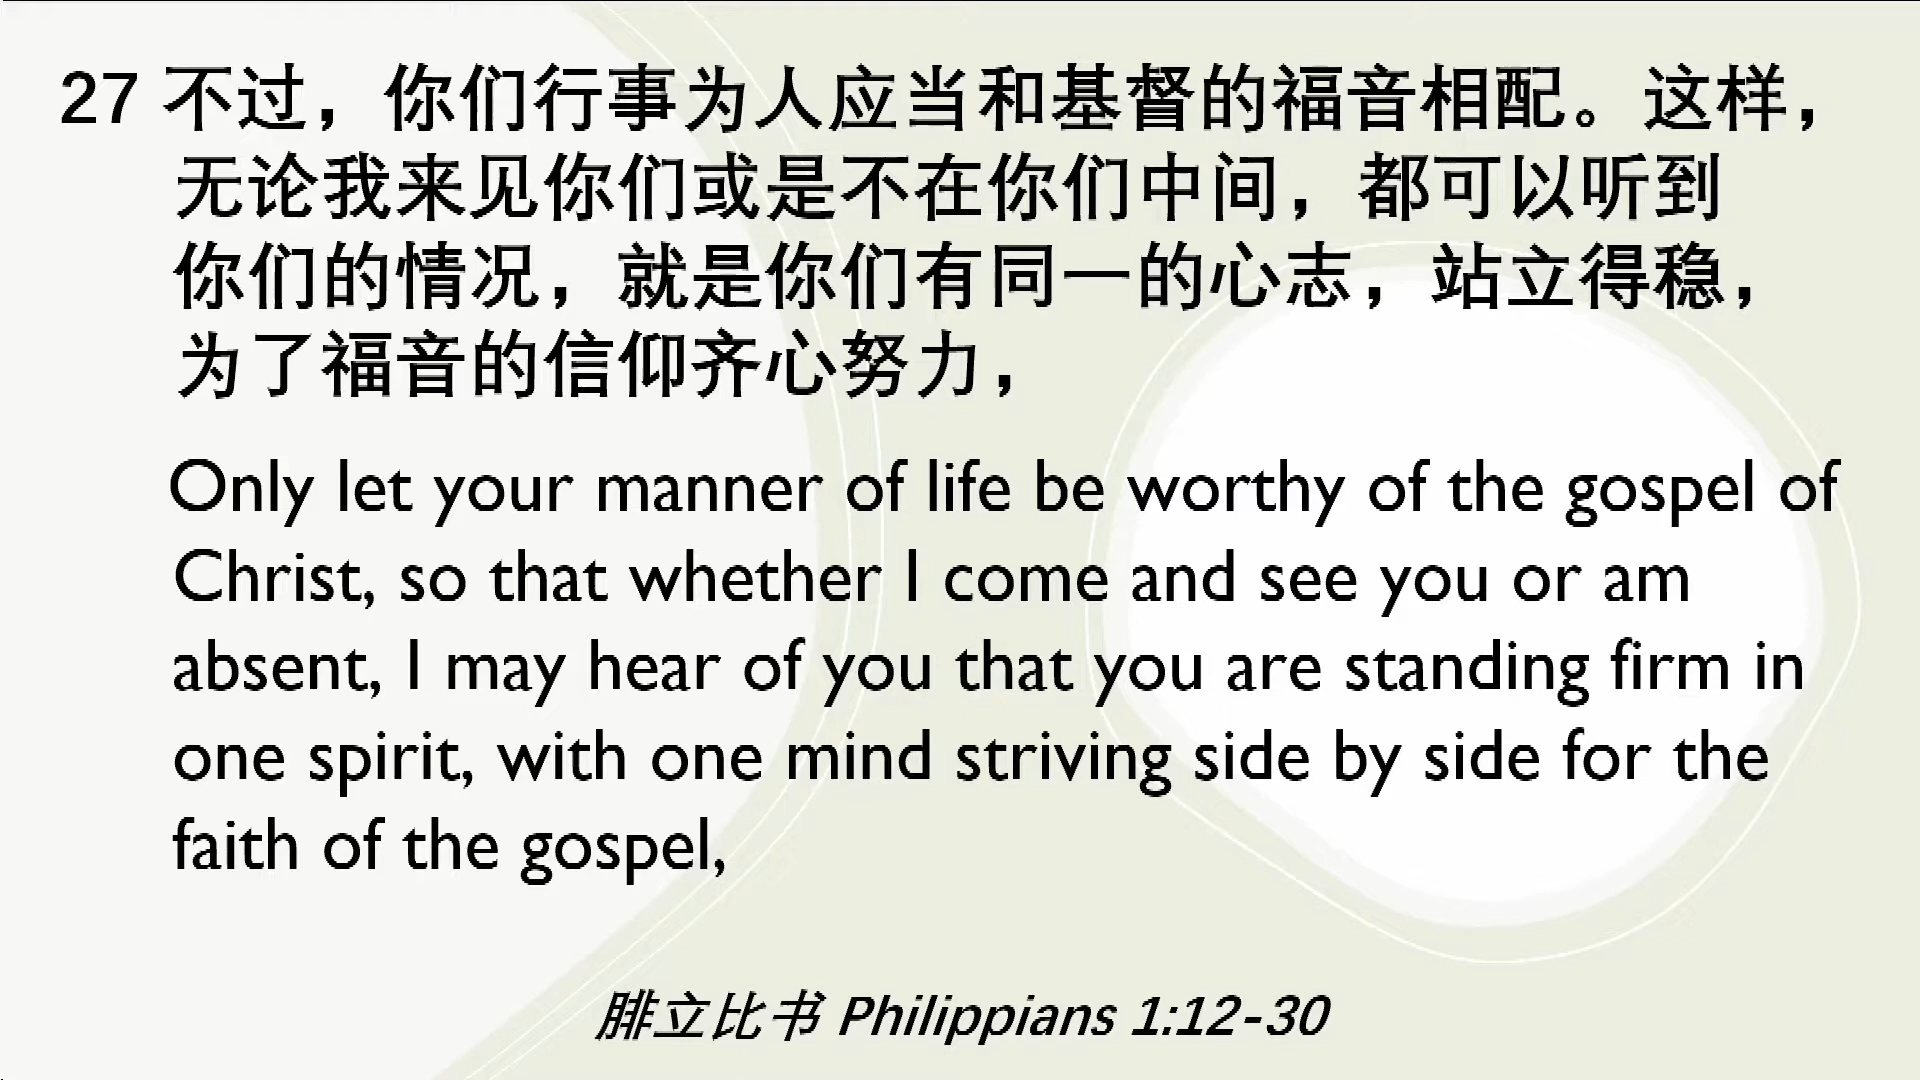 27 不过，你们行事为人应当和基督的福音相配。这样，
无论我来见你们或是不在你们中间，都可以听到
你们的情况，就是你们有同一的心志，站立得稳，
为了福音的信仰齐心努力，
Only let your manner of life be worthy of the gospel of
Christ, so that whether I come and see you or am
absent, I may hear of you that you are standing firm in
one spirit, with one mind striving side by side for the
faith of the gospel,
腓立比书 Philippians 1:12-30